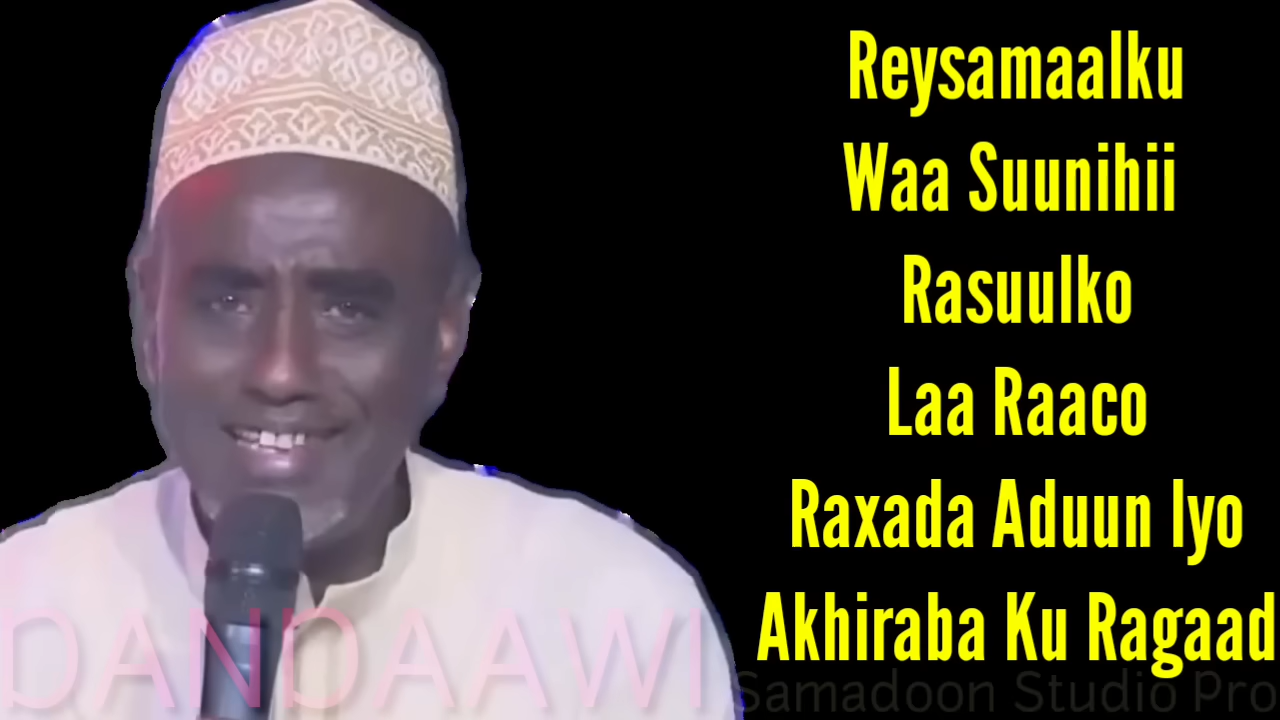 Reysamaalku
Waa Suunihii
Rasuulko
Laa Raaco
Raxada Aduun Iyo
Akhiraba Ku Ragaad
DANDAAWI
Samadoon Studio Pro